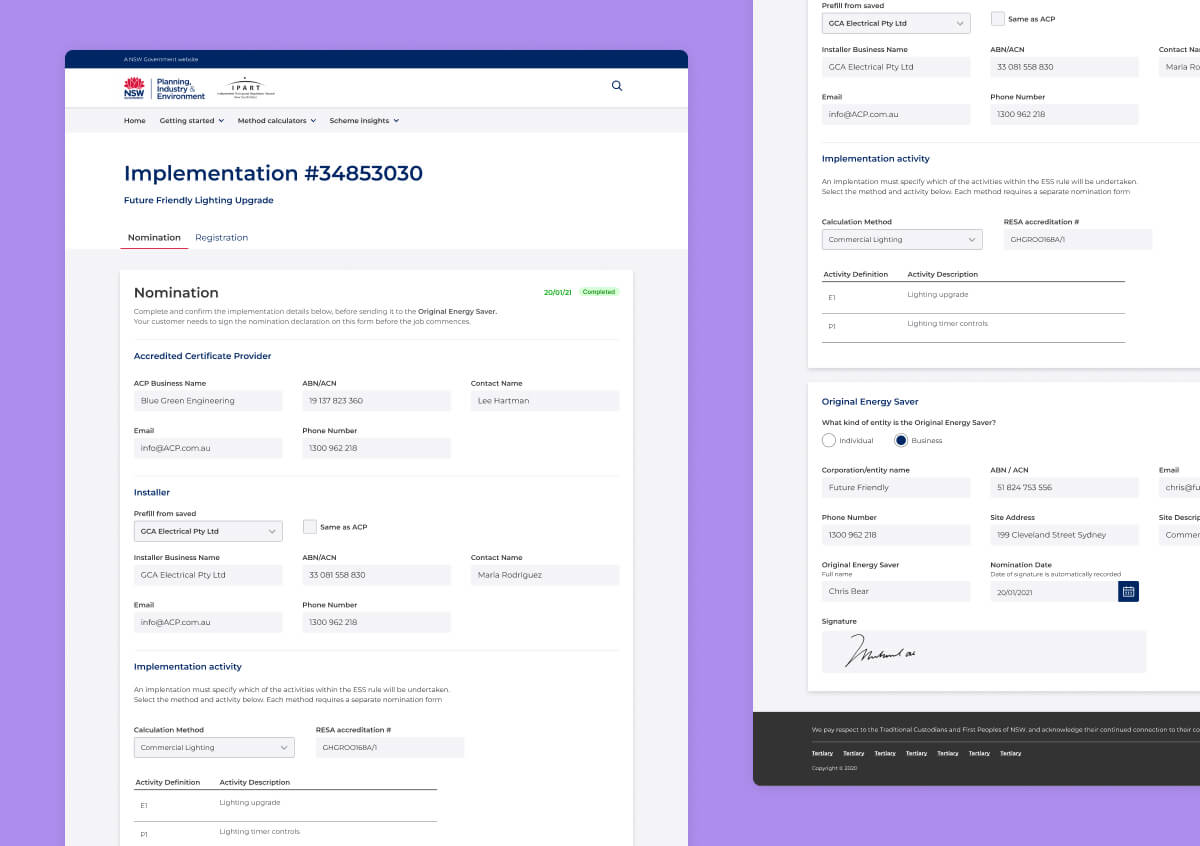 A NSW Government website
NSW
GOVERNMENT
Planning,
Industry &
Environment
IPART
Independent Pricing and Regulatory Tribunal
New South Wales
Home Getting started Method calculators Scheme insights
Implementation #34853030
Future Friendly Lighting Upgrade
Nomination Registration
Nomination 20/01/21 Completed
Complete and confirm the implementation details below, before sending it to the Original Energy Saver.
Your customer needs to sign the nomination declaration on this form before the job commences.
Accredited Certificate Provider
ACP Business Name ABN/ACN Contact Name
Blue Green Engineering 19 137 823 360 Lee Hartman
Email Phone Number
info@ACP.com.au 1300 962 218
Installer
Prefill from saved
GCA Electrical Pty Ltd Same as ACP
Installer Business Name ABN/ACN Contact Name
GCA Electrical Pty Ltd 33 081 558 830 Maria Rodriguez
Email Phone Number
info@ACP.com.au 1300 962 218
Implementation activity
An implentation must specify which of the activities within the ESS rule will be undertaken.
Select the method and activity below. Each method requires a separate nomination form
Calculation Method RESA accreditation #
Commercial Lighting GHGROO168A/1
Activity Definition Activity Description
E1 Lighting upgrade
P1 Lighting timer controls
Prefill from saved
GCA Electrical Pty Ltd Same as ACP
Installer Business Name ABN/ACN Contact Na
GCA Electrical Pty Ltd 33 081 558 830 Maria Ro
Email Phone Number
info@ACP.com.au 1300 962 218
Implementation activity
An implentation must specify which of the activities within the ESS rule will be undertaken.
Select the method and activity below. Each method requires a separate nomination form
Calculation Method RESA accreditation #
Commercial Lighting GHGROO168A/1
Activity Definition Activity Description
E1 Lighting upgrade
P1 Lighting timer controls
Original Energy Saver
What kind of entity is the Original Energy Saver?
Individual Business
Corporation/entity name ABN / ACN Email
Future Friendly 51 824 753 556 chris@fu
Phone Number Site Address Site Descrip
1300 962 218 199 Cleveland Street Sydney Commer
Original Energy Saver Nomination Date
Full name Date of signature is automatically recorded
Chris Bear 20/01/2021
Signature
We pay respect to the Traditional Custodians and First Peoples of NSW, and acknowledge their continued connection to their co
Tertiary Tertiary Tertiary Tertiary Tertiary Tertiary Tertiary
Copyright © 2020